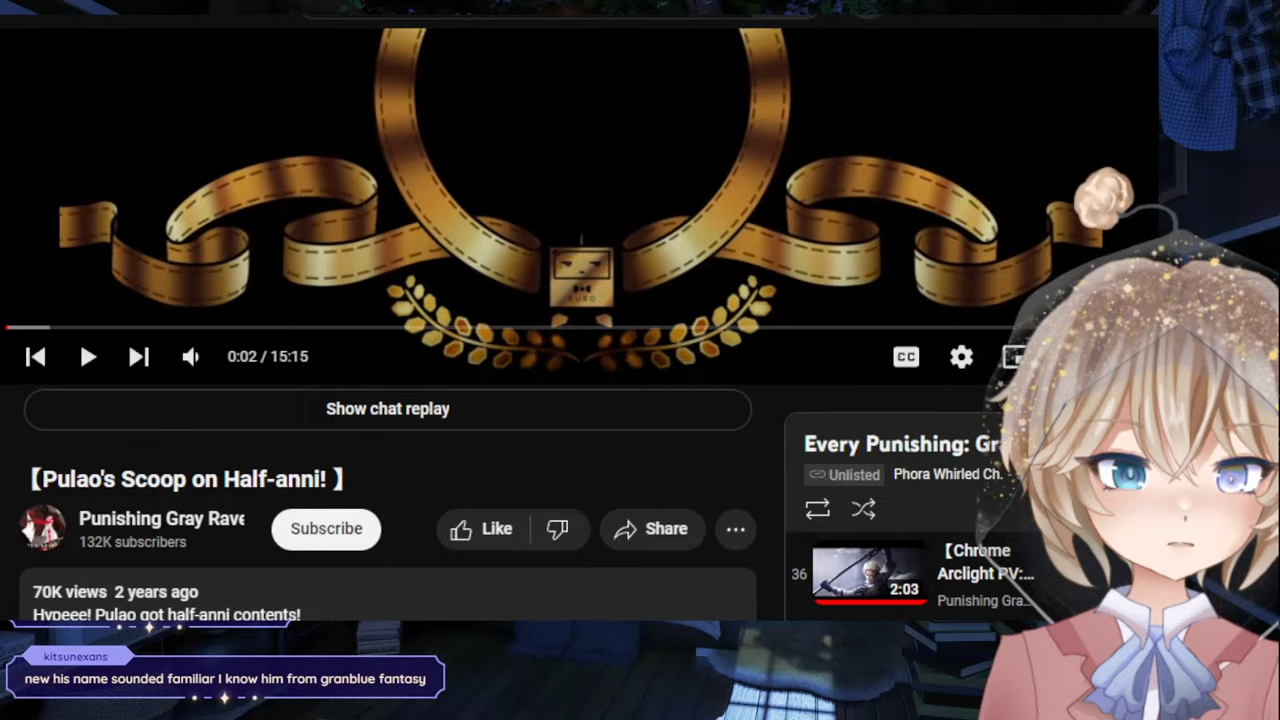 KURO
0:02 / 15:15
CC
Show chat replay
【Pulao's Scoop on Half-anni! 】
Punishing Gray Rave
132K subscribers
Subscribe
Like
Share
70K views 2 years ago
Hypeee! Pulao got half-anni contents!
Every Punishing: Gr
Unlisted
Phora Whirled Ch.
36
2:03
【Chrome
Arclight PV:...
Punishing Gra...
kitsunexans
new his name sounded familiar I know him from granblue fantasy